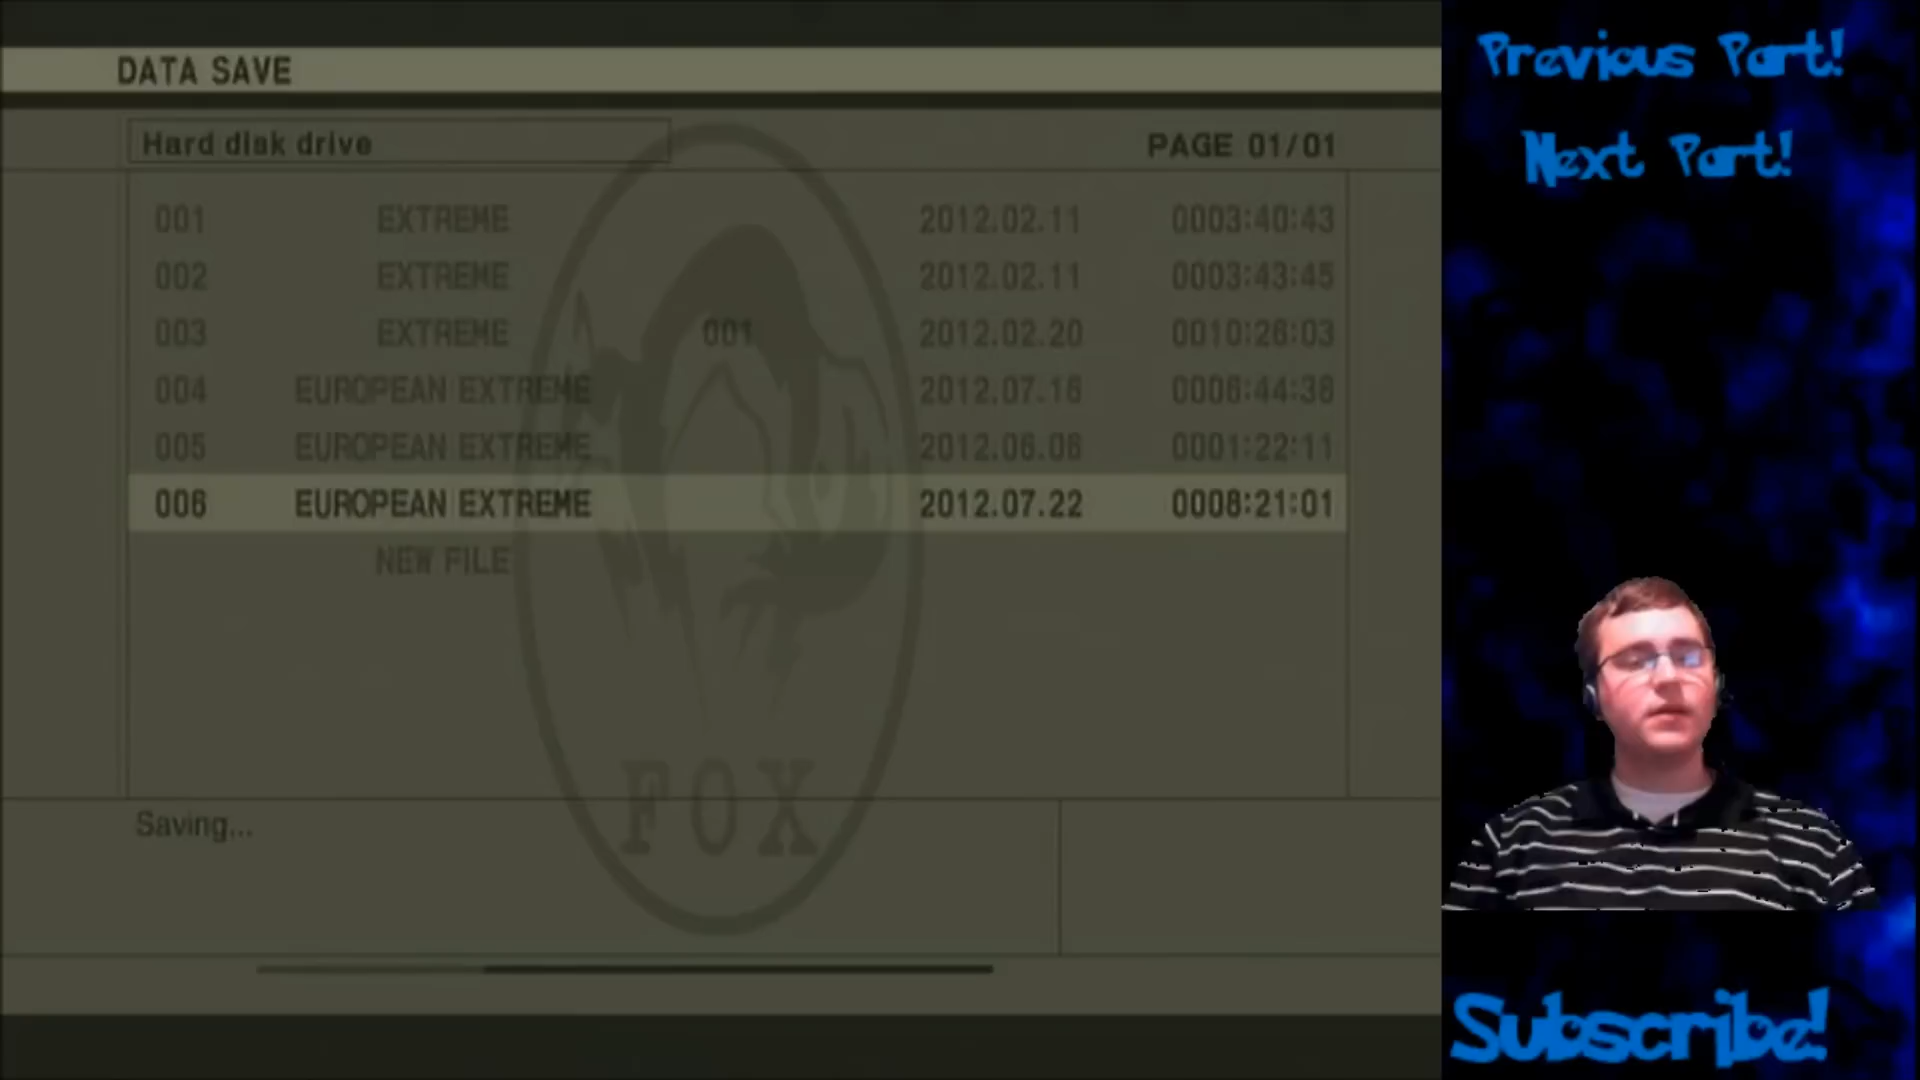 DATA SAVE
Hard disk drive PAGE 01/01
001 EXTREME 2012.02.11 0003:40:43
002 EXTREME 2012.02.11 0003:43:45
003 EXTREME 001 2012.02.20 0010:26:03
004 EUROPEAN EXTREME 2012.07.16 0006:44:36
005 EUROPEAN EXTREME 2012.06.06 0001:22:11
006 EUROPEAN EXTREME 2012.07.22 0008:21:01
NEW FILE
Saving...
FOX
Previous Part!
Next Part!
Subscribe!